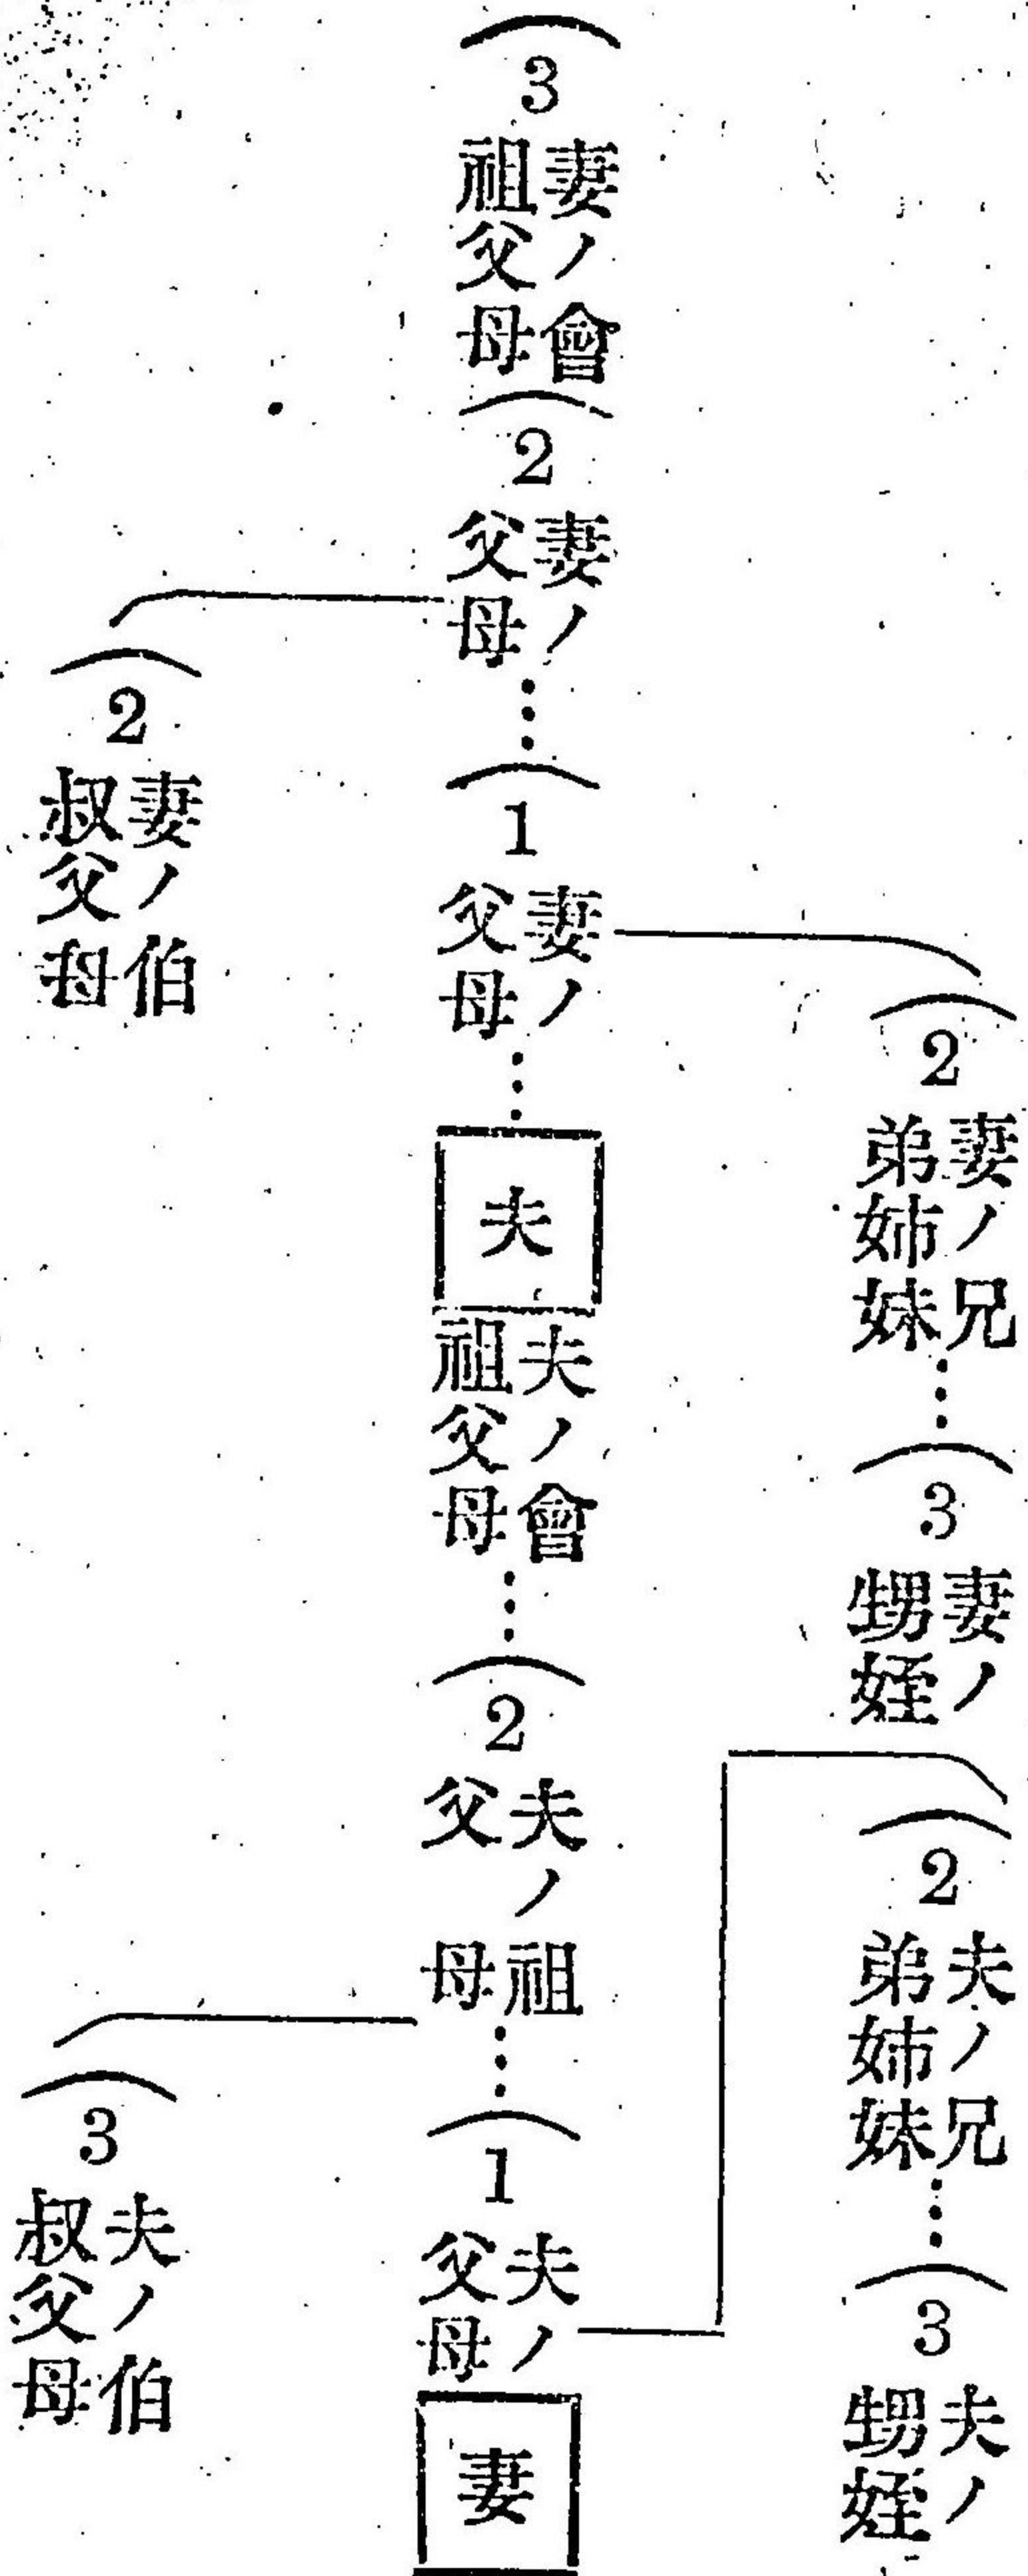 (3
妻ノ會
祖父母
(2
妻ノ
父母
(1
妻ノ
父母
夫
夫ノ會
祖父母
(2
夫ノ祖
父母
(1
夫ノ
父母
妻
(2
妻ノ兄
弟姉妹
(3
妻ノ
甥姪
(2
夫ノ兄
弟姉妹
(3
夫ノ
甥姪
(2
妻ノ伯
叔父母
(3
夫ノ伯
叔父母